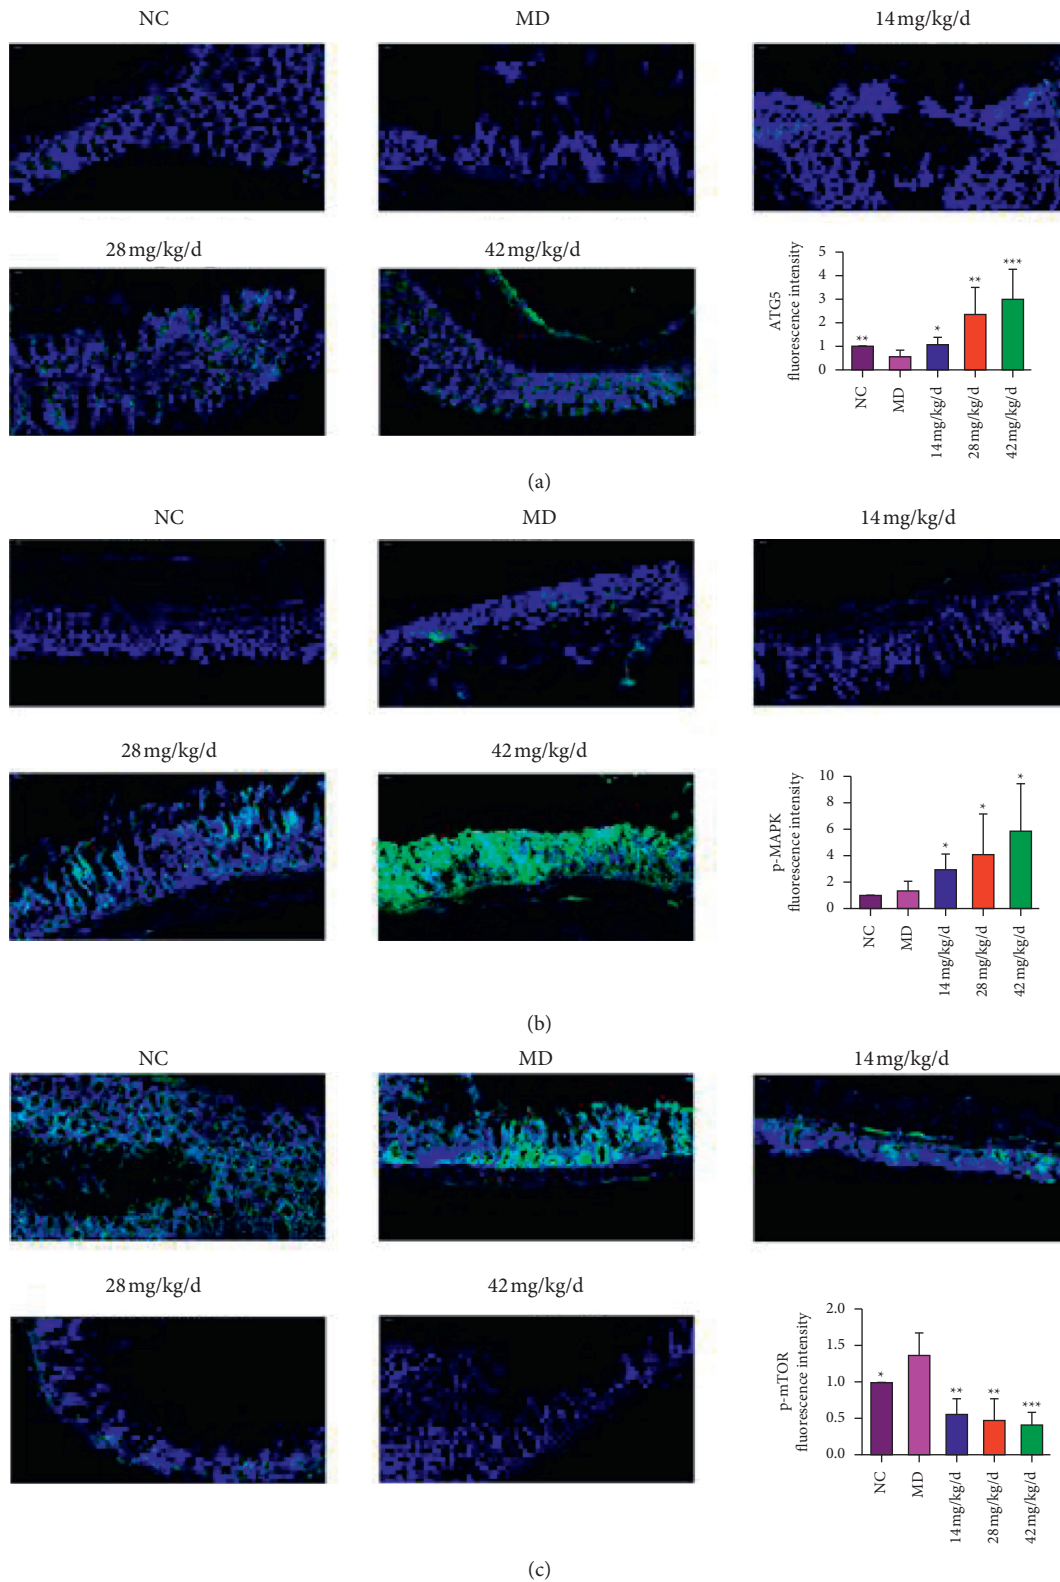 NC
MD
14 mg/kg/d
28 mg/kg/d
42 mg/kg/d
ATG5
fluorescence intensity
5
4
3
2
1
0
**
*
**
***
NC
MD
14 mg/kg/d
28 mg/kg/d
42 mg/kg/d
(a)
NC
MD
14 mg/kg/d
28 mg/kg/d
42 mg/kg/d
p-MAPK
fluorescence intensity
10
8
6
4
2
0
*
*
*
NC
MD
14 mg/kg/d
28 mg/kg/d
42 mg/kg/d
(b)
NC
MD
14 mg/kg/d
28 mg/kg/d
42 mg/kg/d
p-mTOR
fluorescence intensity
2.0
1.5
1.0
0.5
0.0
*
**
**
***
NC
MD
14 mg/kg/d
28 mg/kg/d
42 mg/kg/d
(c)